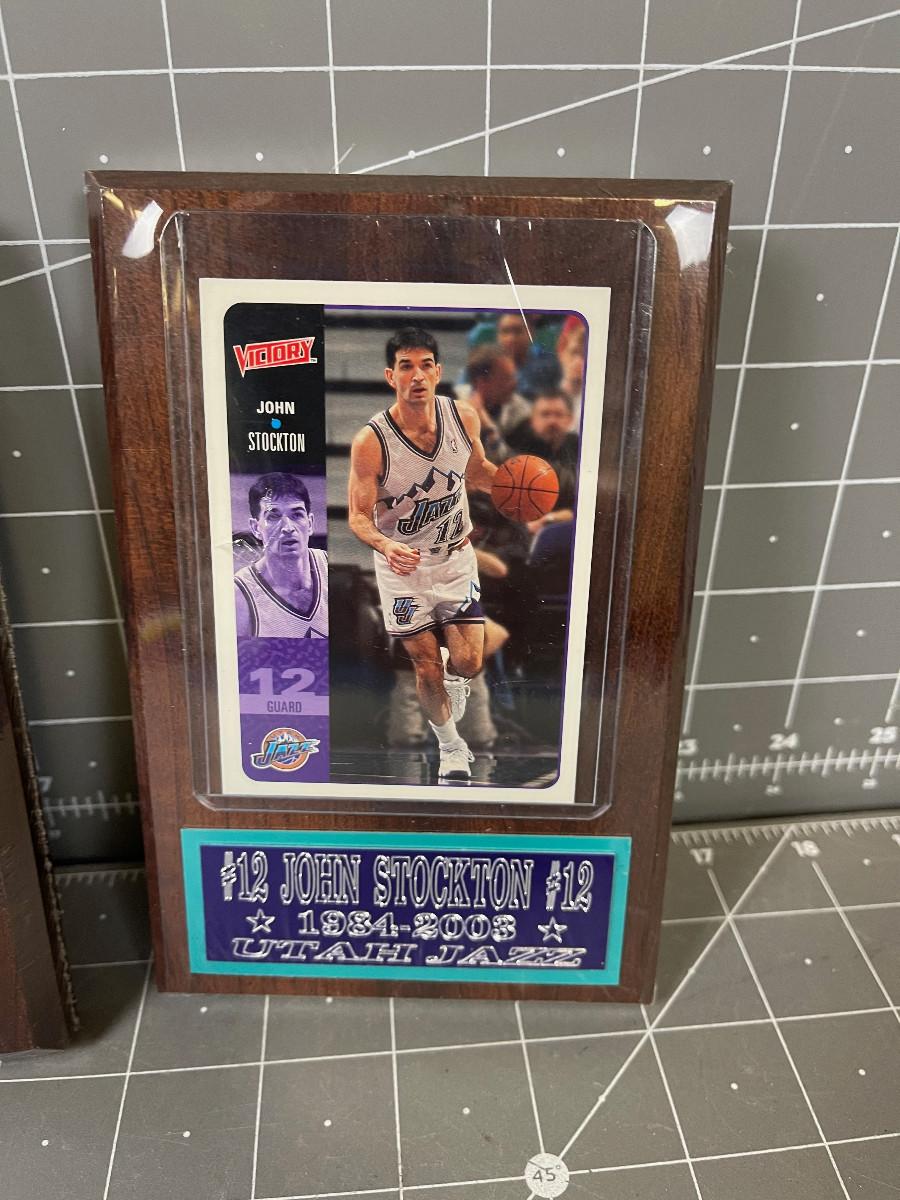 VICTORY™
JOHN
STOCKTON
JAZZ
12
UJ
12
GUARD
JAZZ
#12 JOHN STOCKTON #12
☆ 1984-2003 ☆
UTAH JAZZ
23 24 25
17 18
45°